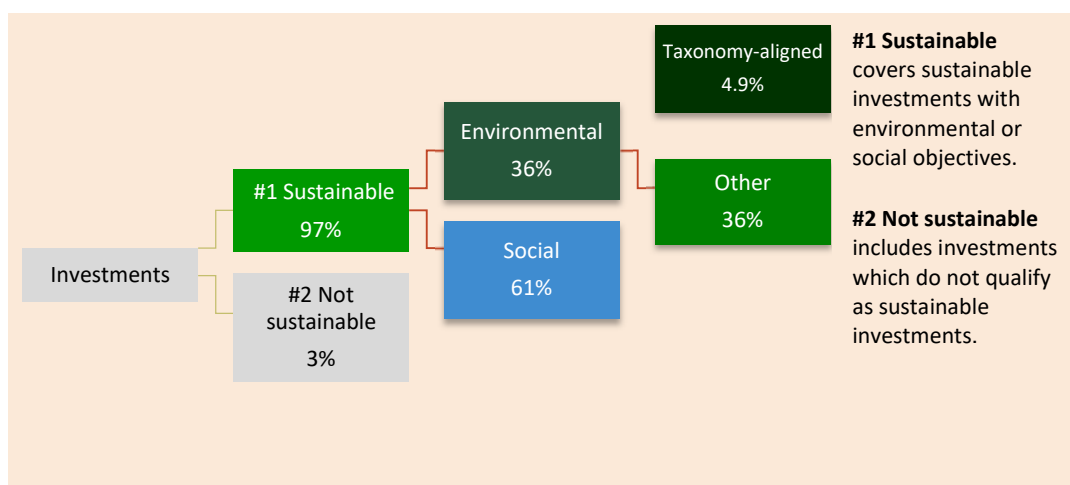 Investments
#1 Sustainable
97%
#2 Not
sustainable
3%
Environmental
36%
Social
61%
Taxonomy-aligned
4.9%
Other
36%
#1 Sustainable
covers sustainable
investments with
environmental or
social objectives.
#2 Not sustainable
includes investments
which do not qualify
as sustainable
investments.